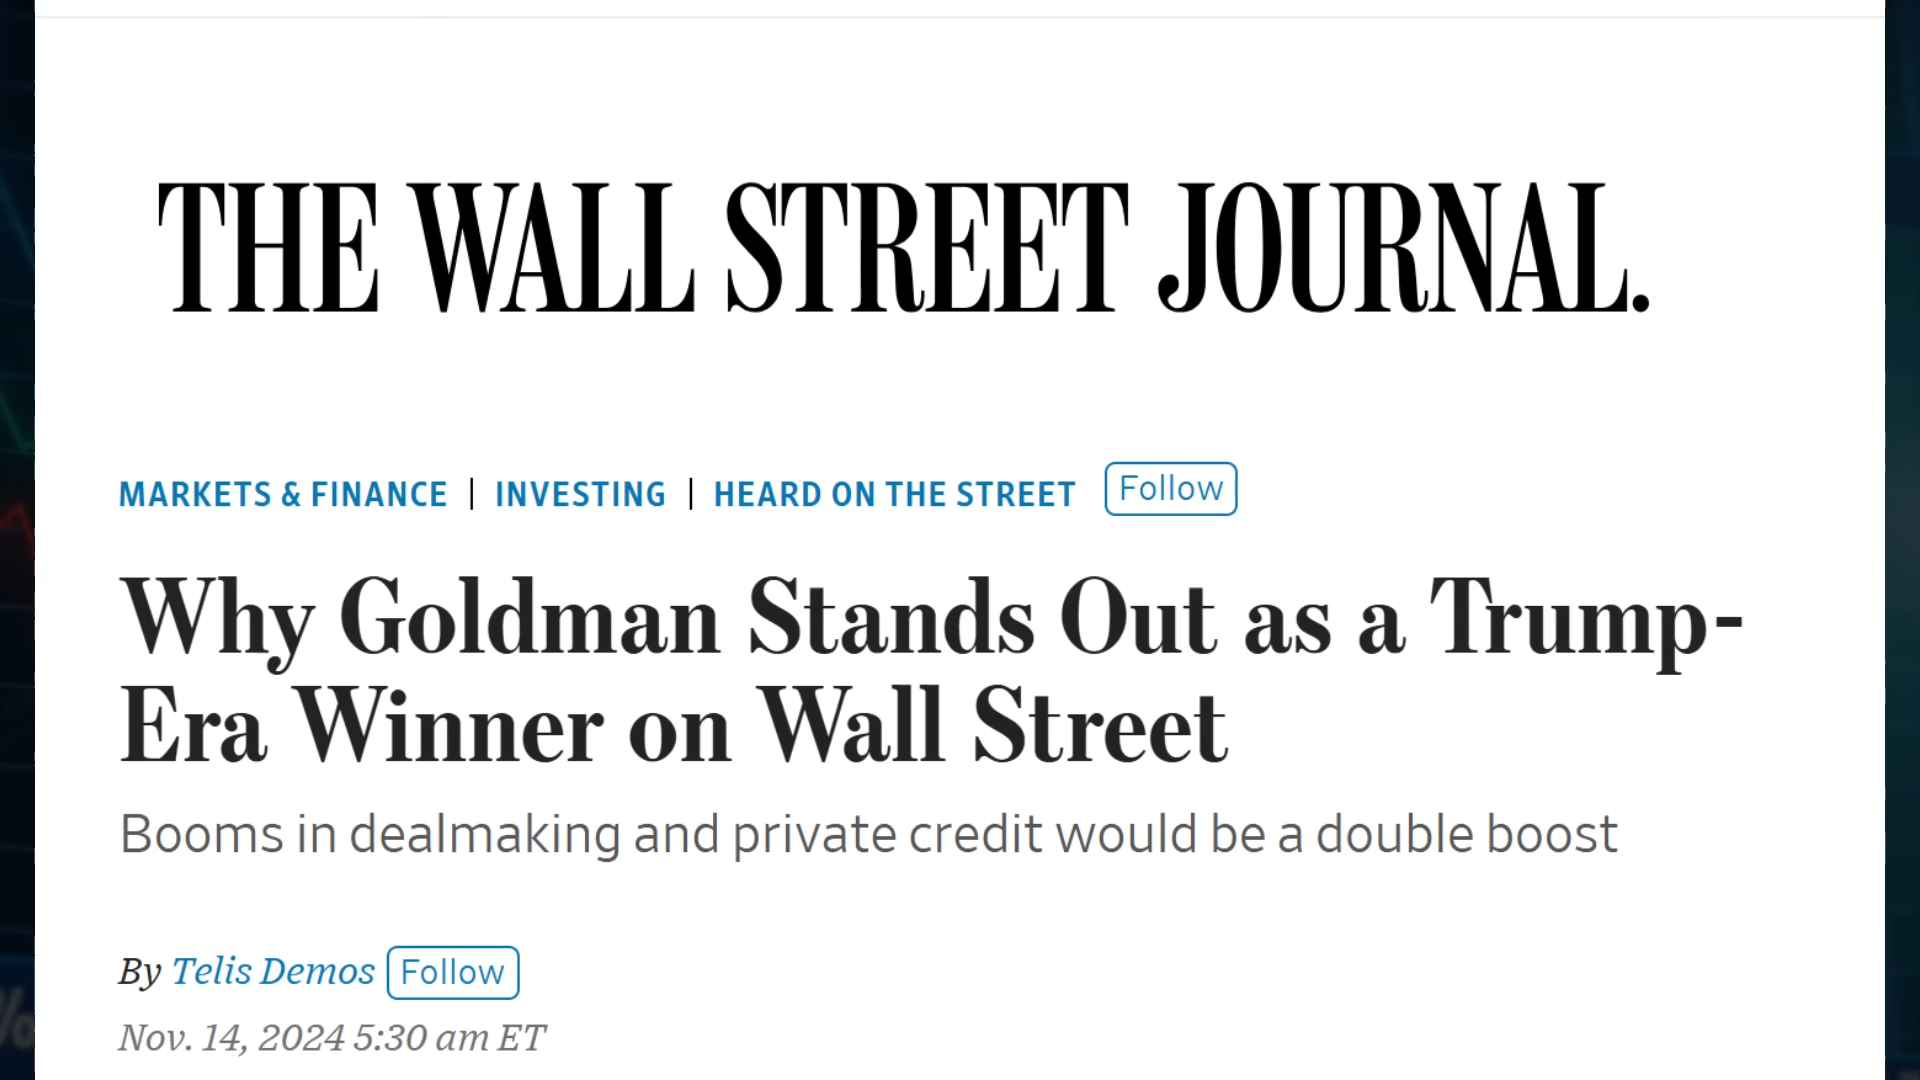 THE WALL STREET JOURNAL.
MARKETS & FINANCE | INVESTING | HEARD ON THE STREET Follow
Why Goldman Stands Out as a Trump-
Era Winner on Wall Street
Booms in dealmaking and private credit would be a double boost
By Telis Demos Follow
Nov. 14, 2024 5:30 am ET